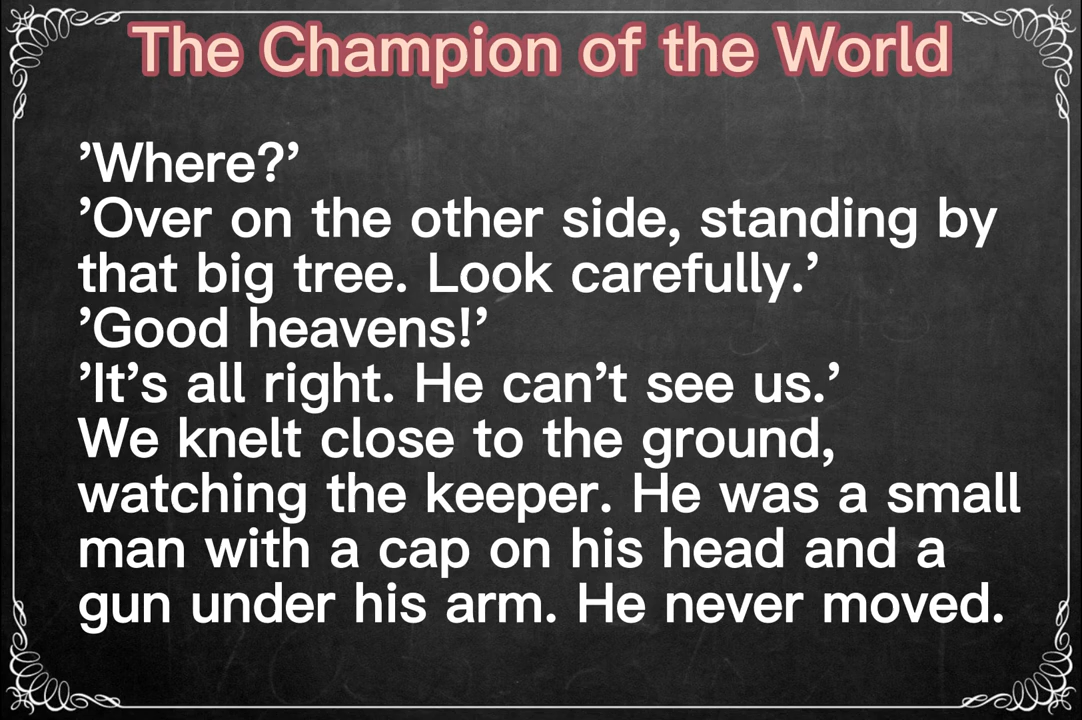 The Champion of the World
’Where?’
’Over on the other side, standing by
that big tree. Look carefully.’
’Good heavens!’
’It’s all right. He can’t see us.’
We knelt close to the ground,
watching the keeper. He was a small
man with a cap on his head and a
gun under his arm. He never moved.